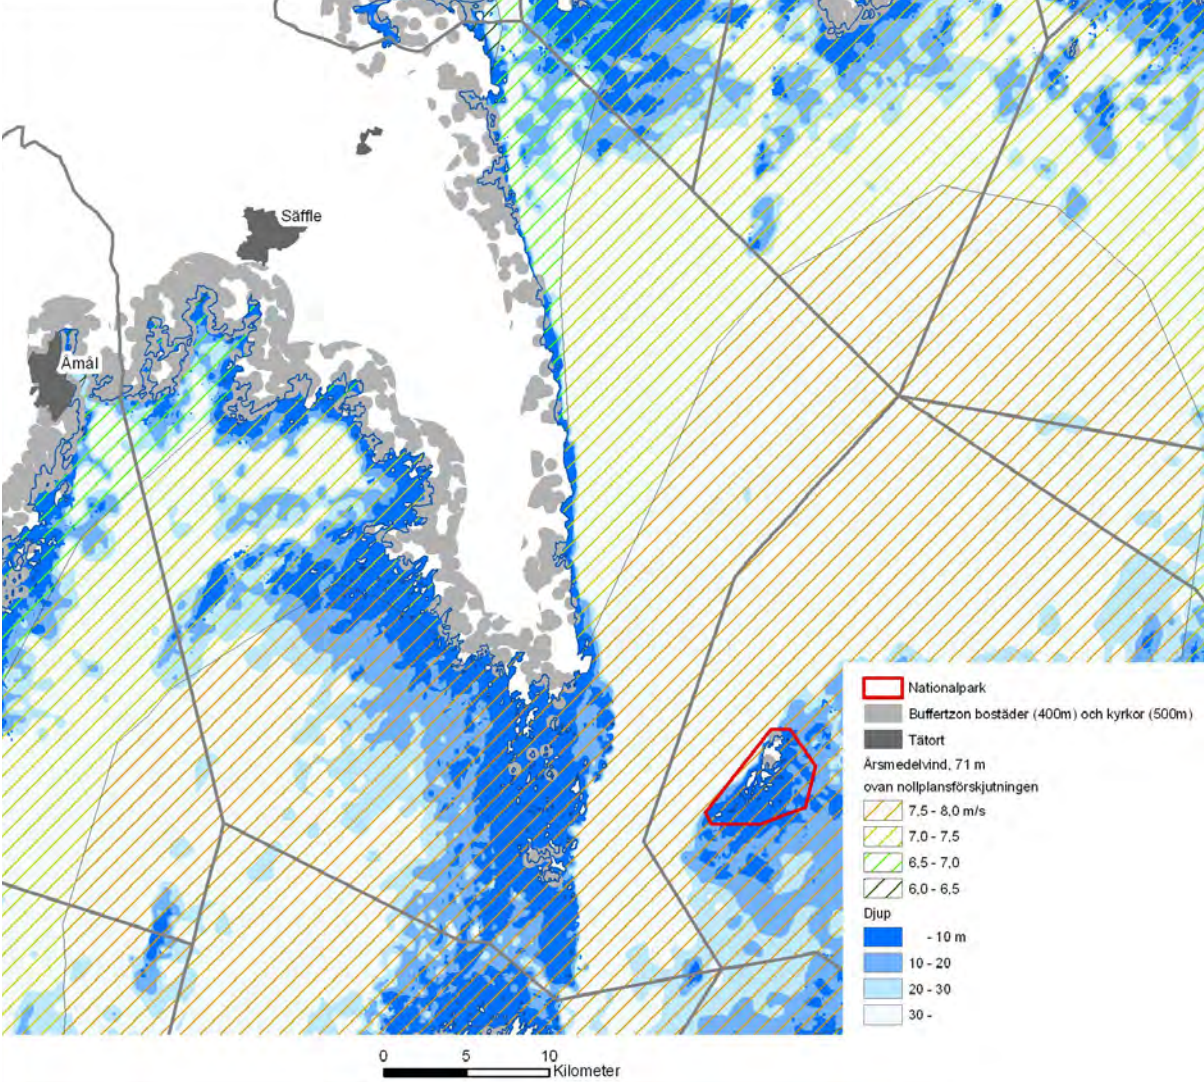 Säffle
Åmål
Nationalpark
Buffertzon bostäder (400m) och kyrkor (500m)
Tätort
Årsmedelvind, 71 m
ovan nollplansförskjutningen
7,5 - 8,0 m/s
7,0 - 7,5
6,5 - 7,0
6,0 - 6,5
Djup
- 10 m
10 - 20
20 - 30
30 -
0 5 10
Kilometer